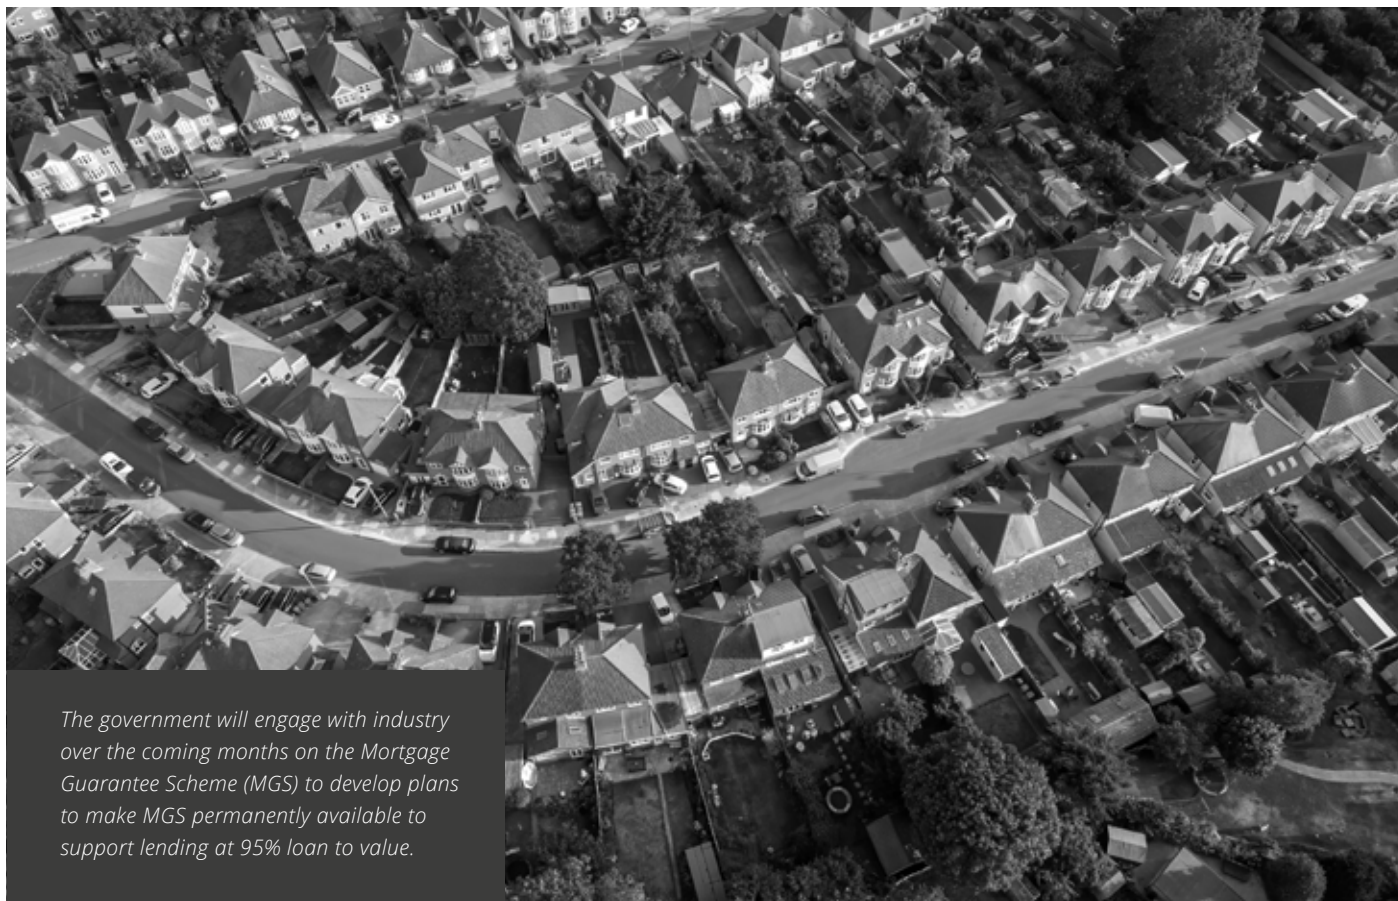 The government will engage with industry
over the coming months on the Mortgage
Guarantee Scheme (MGS) to develop plans
to make MGS permanently available to
support lending at 95% loan to value.